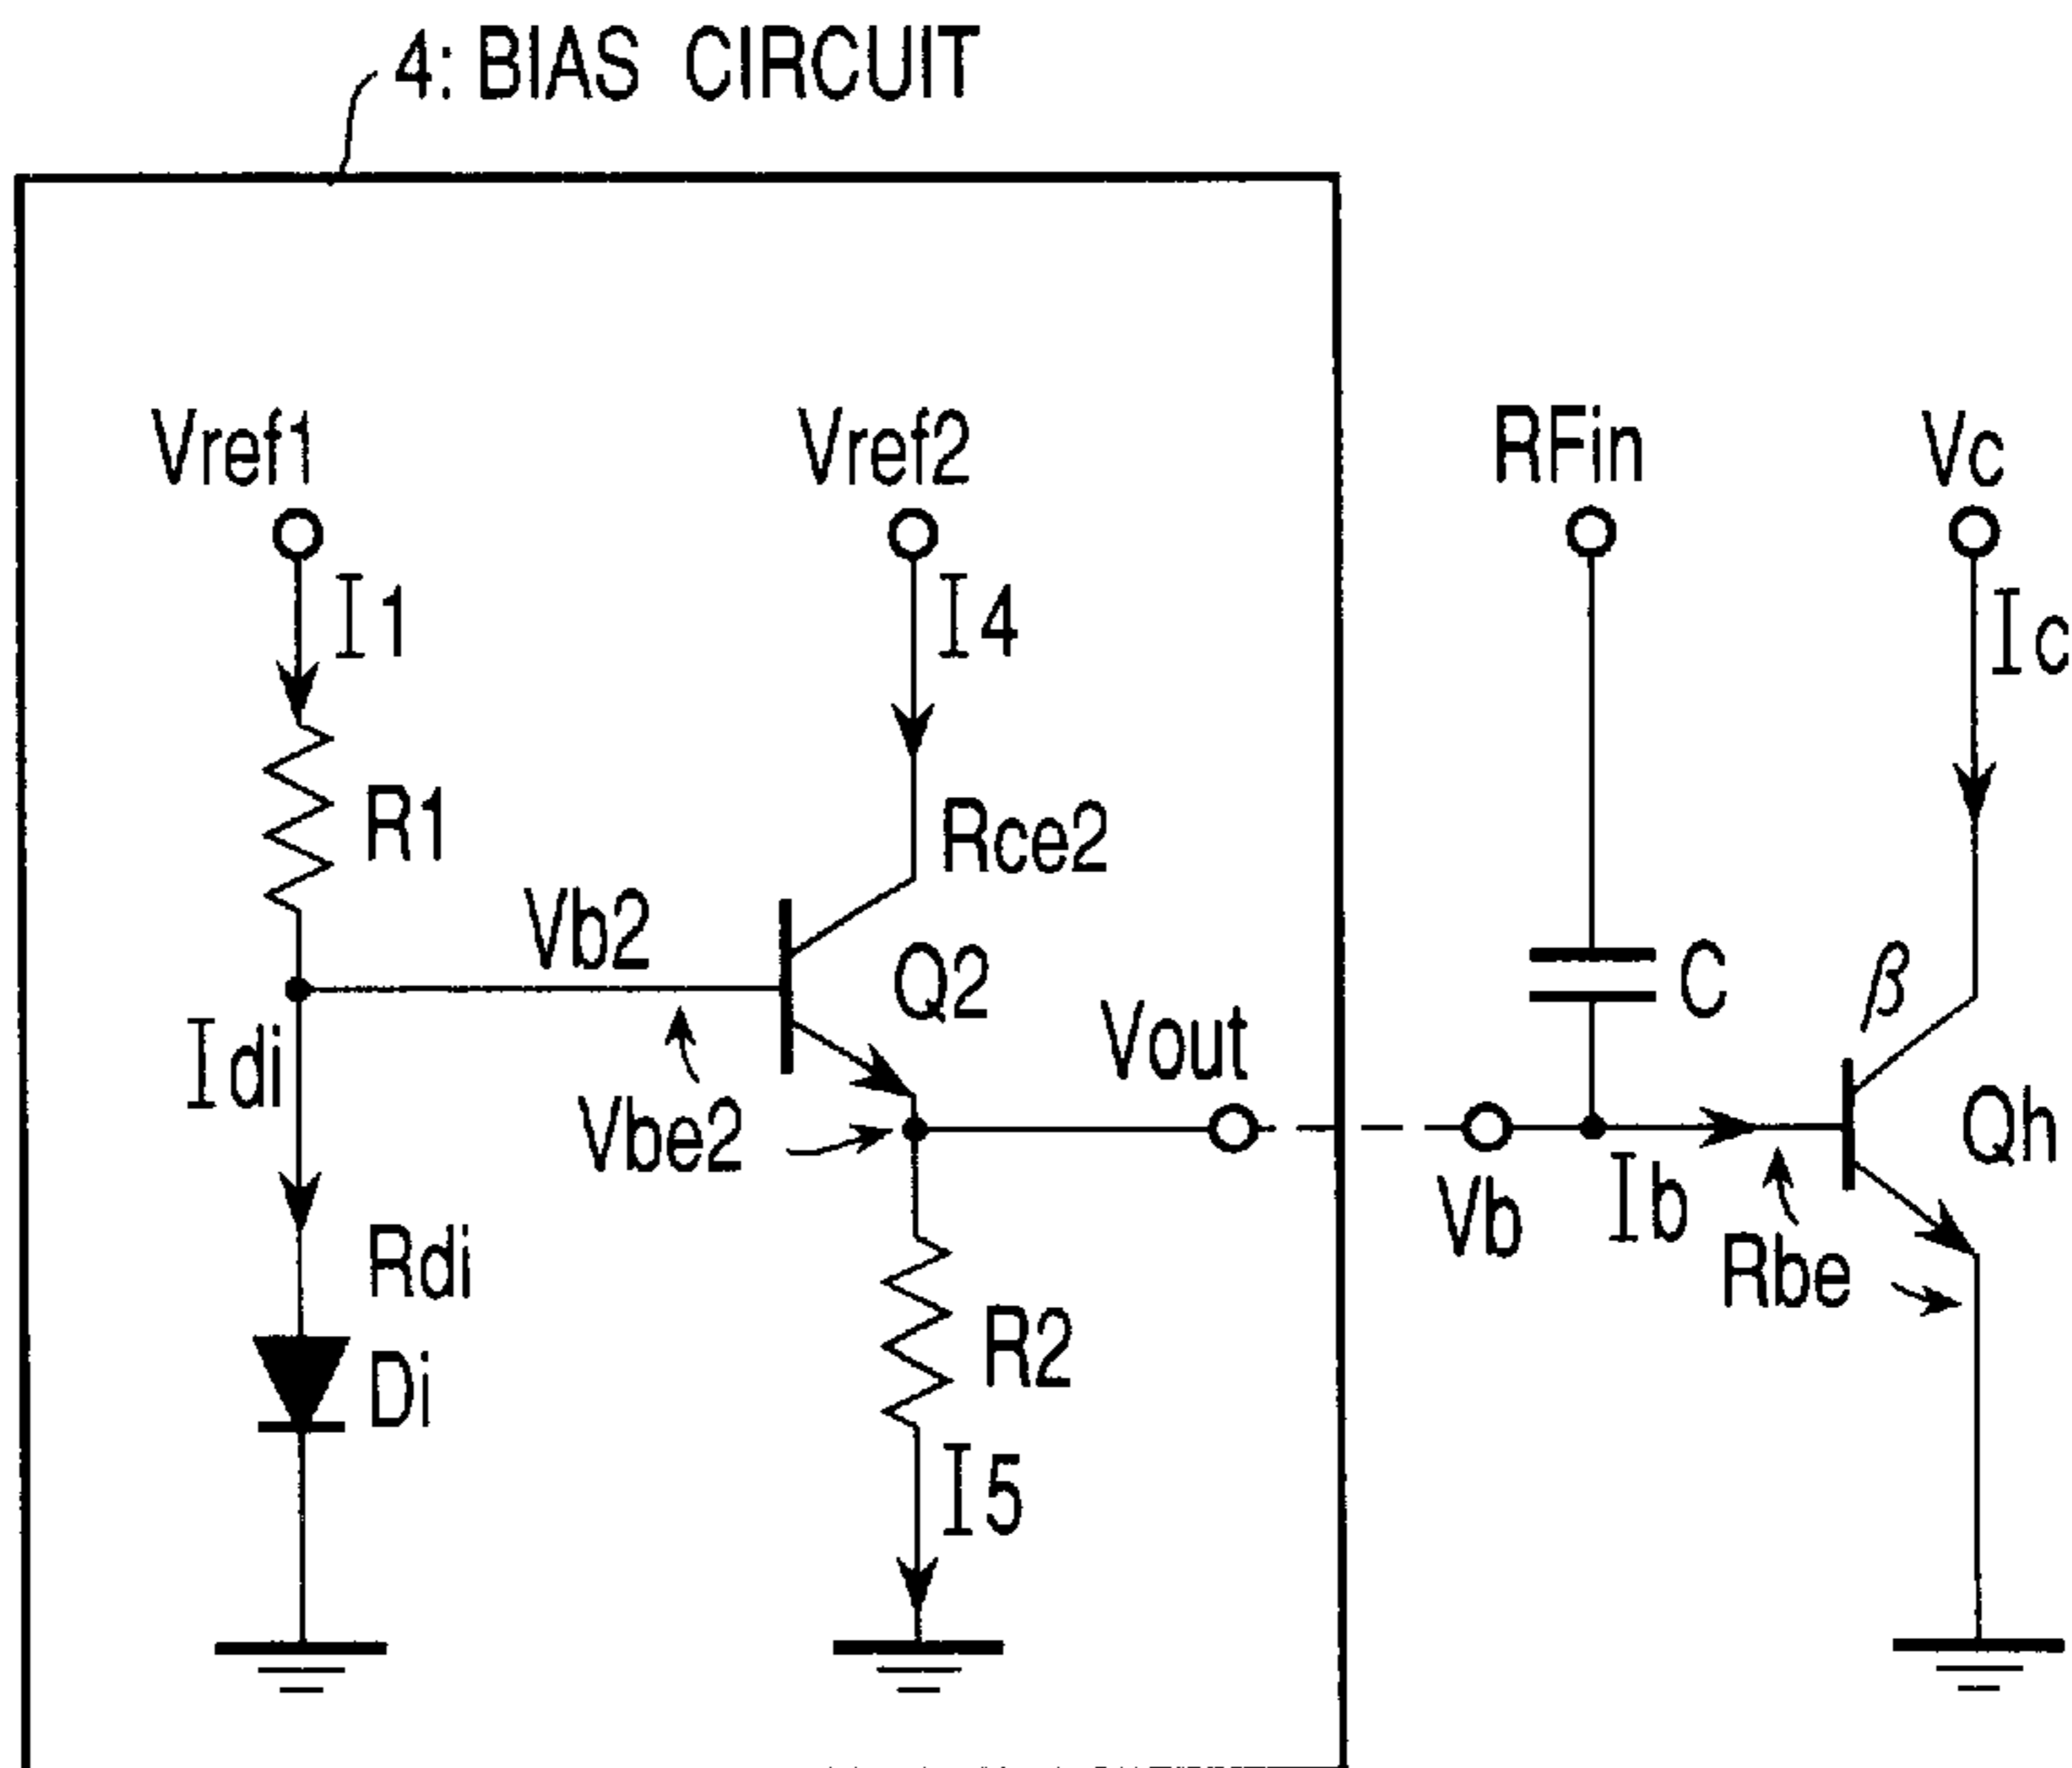 4: BIAS CIRCUIT
Vref1
Vref2
RFin
Vc
I1
I4
Ic
R1
Rce2
Vb2
Q2
C
β
Idi
Vout
Vbe2
Qh
Vb
Ib
Rbe
Rdi
R2
Di
I5